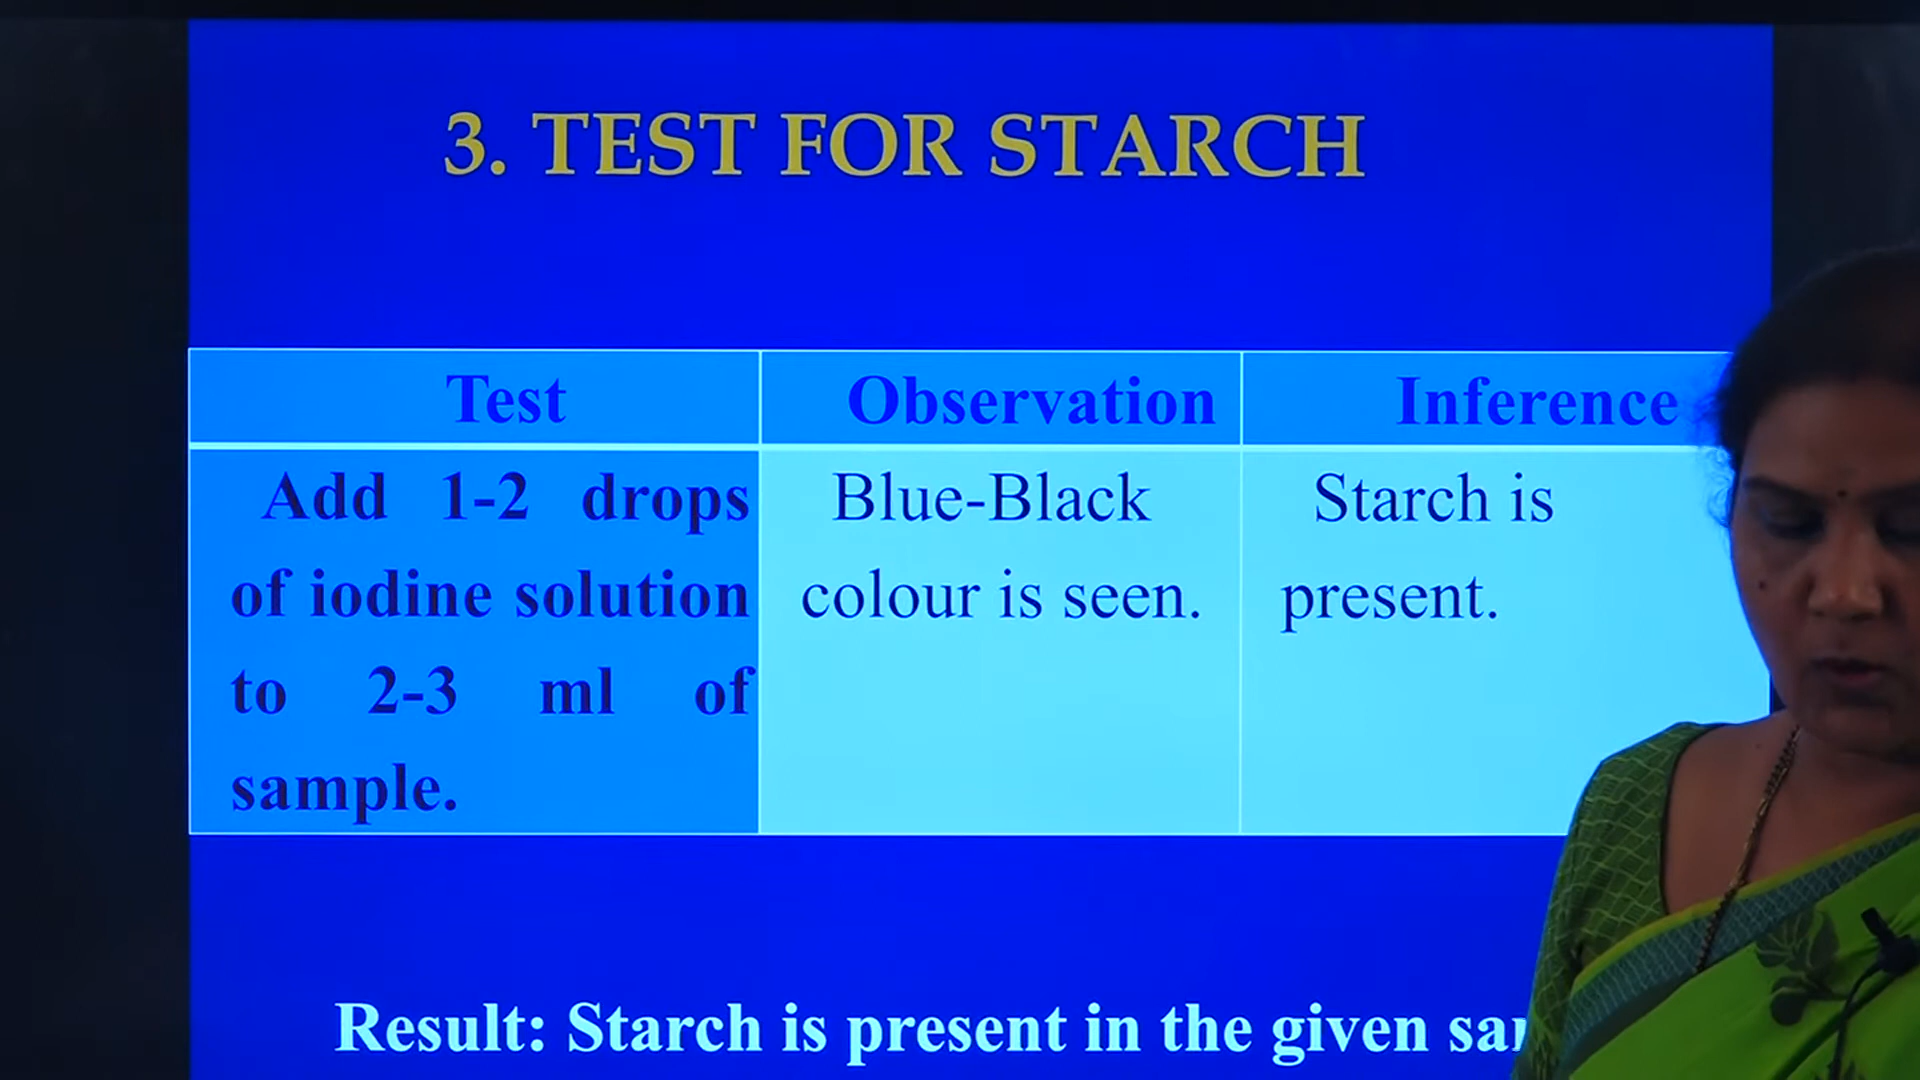 3. TEST FOR STARCH
Test Observation Inference
Add 1-2 drops
of iodine solution
to 2-3 ml of
sample.
Blue-Black
colour is seen.
Starch is
present.
Result: Starch is present in the given